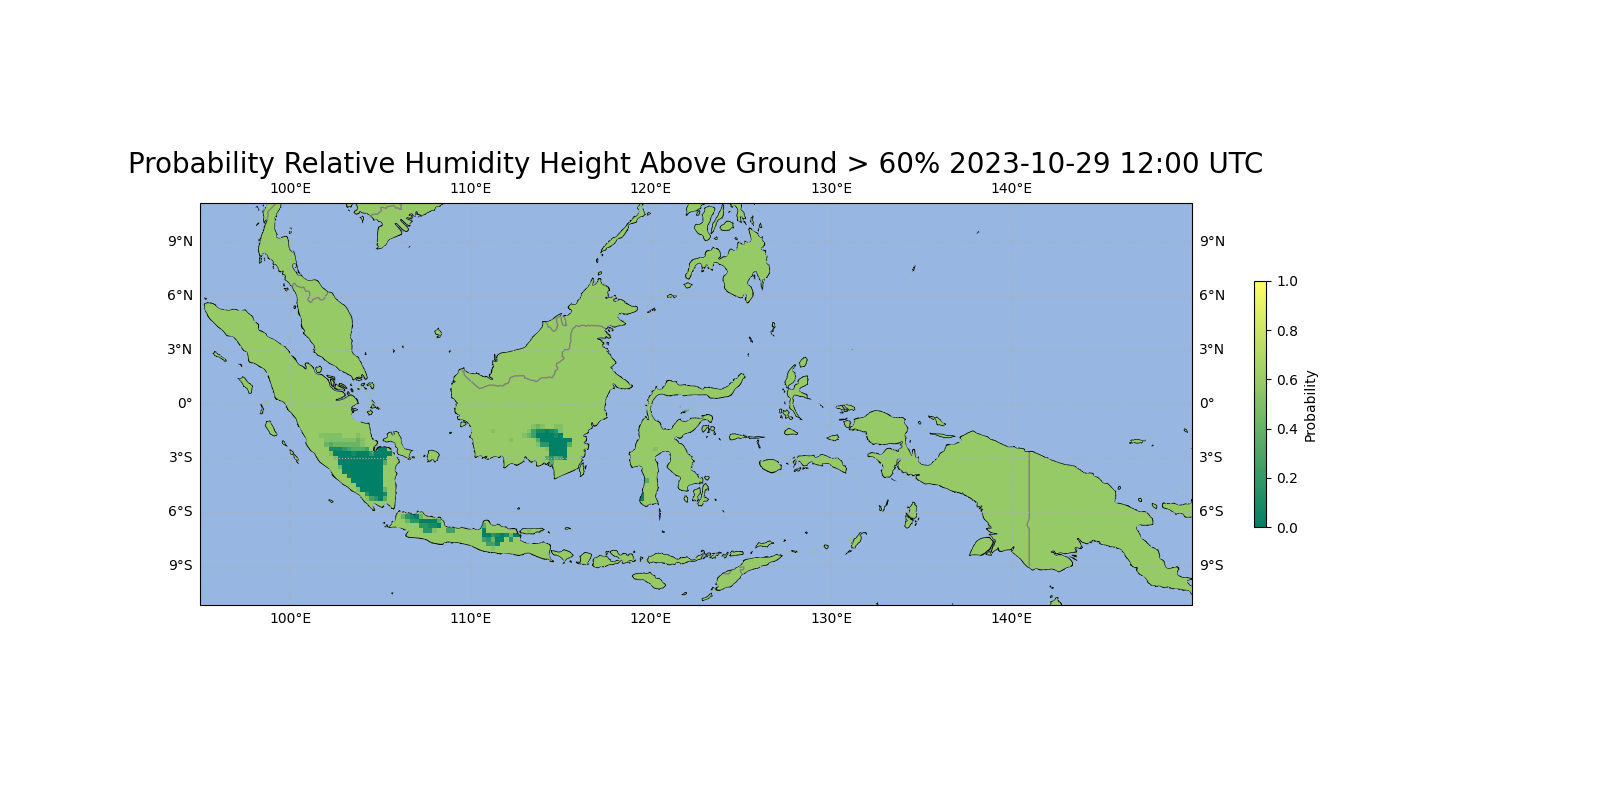 Probability Relative Humidity Height Above Ground > 60% 2023-10-29 12:00 UTC
100°E 110°E 120°E 130°E 140°E
9°N 9°N
6°N 6°N
3°N 3°N
0° 0°
3°S 3°S
6°S 6°S
9°S 9°S
100°E 110°E 120°E 130°E 140°E
1.0
0.8
0.6
0.4
0.2
0.0
Probability